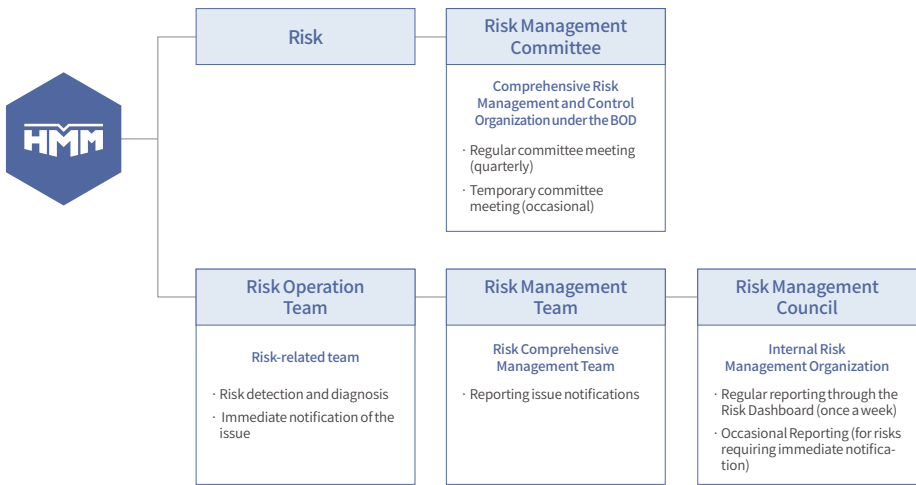 HMM
Risk
Risk Management
Committee
Comprehensive Risk
Management and Control
Organization under the BOD
· Regular committee meeting
(quarterly)
· Temporary committee
meeting (occasional)
Risk Operation
Team
Risk-related team
· Risk detection and diagnosis
· Immediate notification of the
issue
Risk Management
Team
Risk Comprehensive
Management Team
· Reporting issue notifications
Risk Management
Council
Internal Risk
Management Organization
· Regular reporting through the
Risk Dashboard (once a week)
· Occasional Reporting (for risks
requiring immediate notifica-
tion)